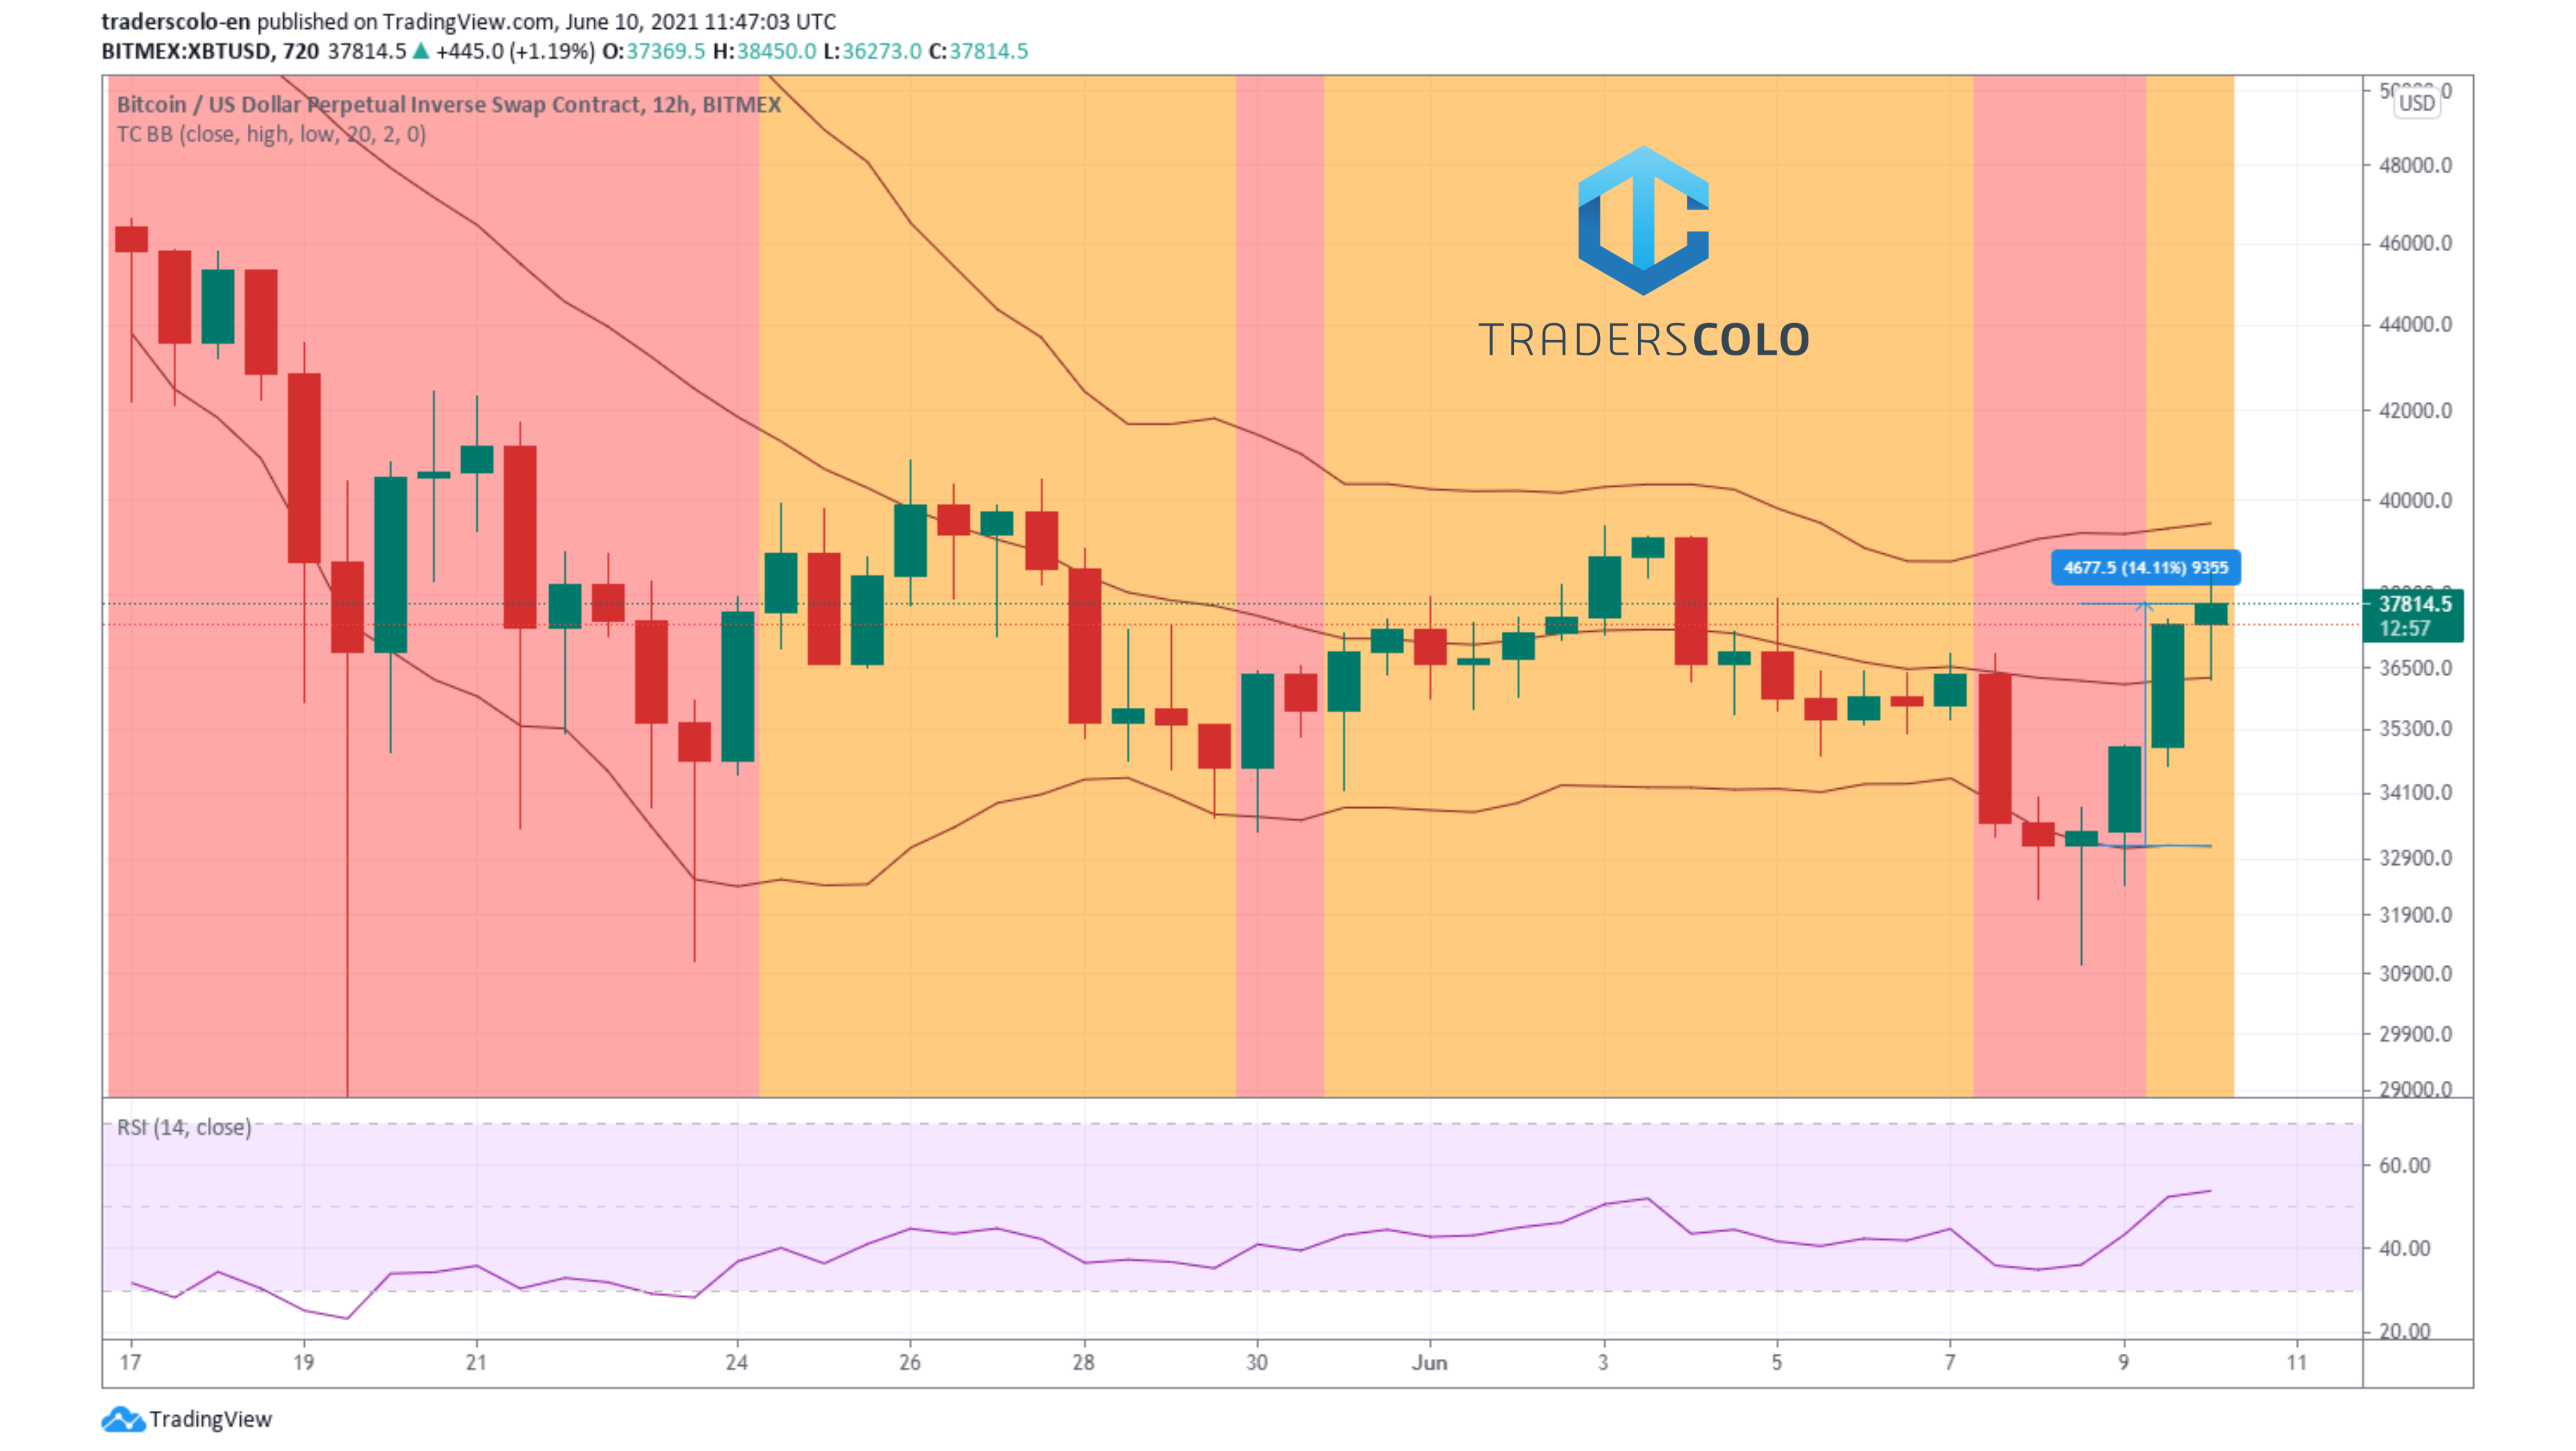 traderscolo-en published on TradingView.com, June 10, 2021 11:47:03 UTC
BITMEX:XBTUSD, 720 37814.5 ▲ +445.0 (+1.19%) O:37369.5 H:38450.0 L:36273.0 C:37814.5
Bitcoin / US Dollar Perpetual Inverse Swap Contract, 12h, BITMEX
TC BB (close, high, low, 20, 2, 0)
TRADERSCOLO
4677.5 (14.11%) 9355
USD
48000.0
46000.0
44000.0
42000.0
40000.0
37814.5
12:57
36500.0
35300.0
34100.0
32900.0
31900.0
30900.0
29900.0
29000.0
RSI (14, close)
60.00
40.00
20.00
17 19 21 24 26 28 30 Jun 3 5 7 9 11
TradingView